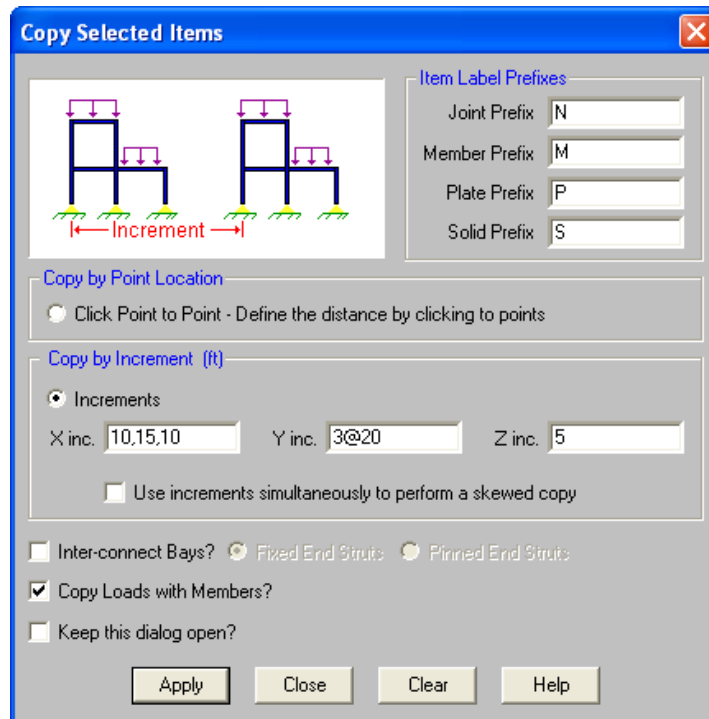 Copy Selected Items
Increment
Item Label Prefixes
Joint Prefix N
Member Prefix M
Plate Prefix P
Solid Prefix S
Copy by Point Location
Click Point to Point - Define the distance by clicking to points
Copy by Increment (ft)
Increments
X inc. 10,15,10 Y inc. 3@20 Z inc. 5
Use increments simultaneously to perform a skewed copy
Inter-connect Bays? Fixed End Struts Pinned End Struts
Copy Loads with Members?
Keep this dialog open?
Apply Close Clear Help